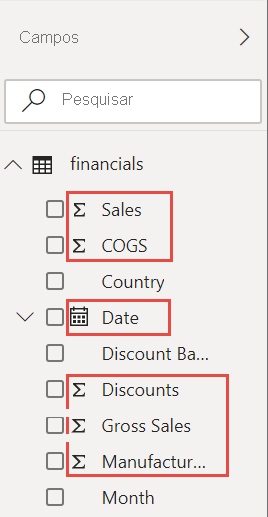 Campos
Pesquisar
financials
Σ Sales
Σ COGS
Country
Date
Discount Ba...
Σ Discounts
Σ Gross Sales
Σ Manufactur...
Month